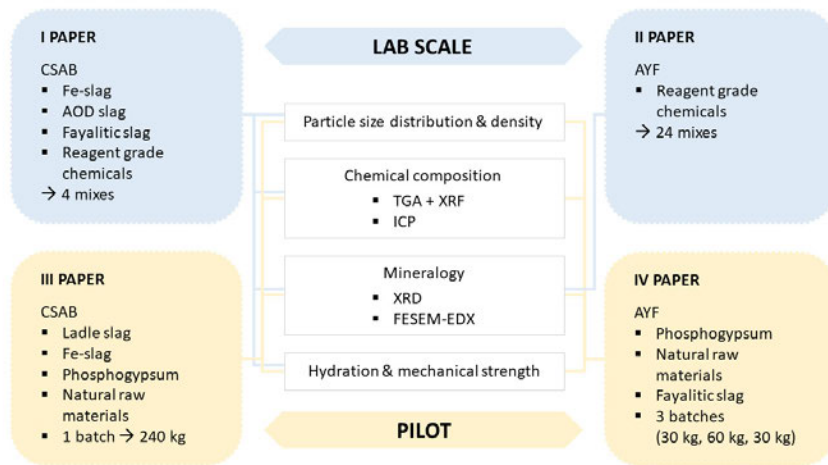 I PAPER
CSAB
▪ Fe-slag
▪ AOD slag
▪ Fayalitic slag
▪ Reagent grade
chemicals
→ 4 mixes
LAB SCALE
II PAPER
AYF
▪ Reagent grade
chemicals
→ 24 mixes
Particle size distribution & density
Chemical composition
▪ TGA + XRF
▪ ICP
Mineralogy
▪ XRD
▪ FESEM-EDX
Hydration & mechanical strength
III PAPER
CSAB
▪ Ladle slag
▪ Fe-slag
▪ Phosphogypsum
▪ Natural raw
materials
▪ 1 batch → 240 kg
PILOT
IV PAPER
AYF
▪ Phosphogypsum
▪ Natural raw
materials
▪ Fayalitic slag
▪ 3 batches
(30 kg, 60 kg, 30 kg)